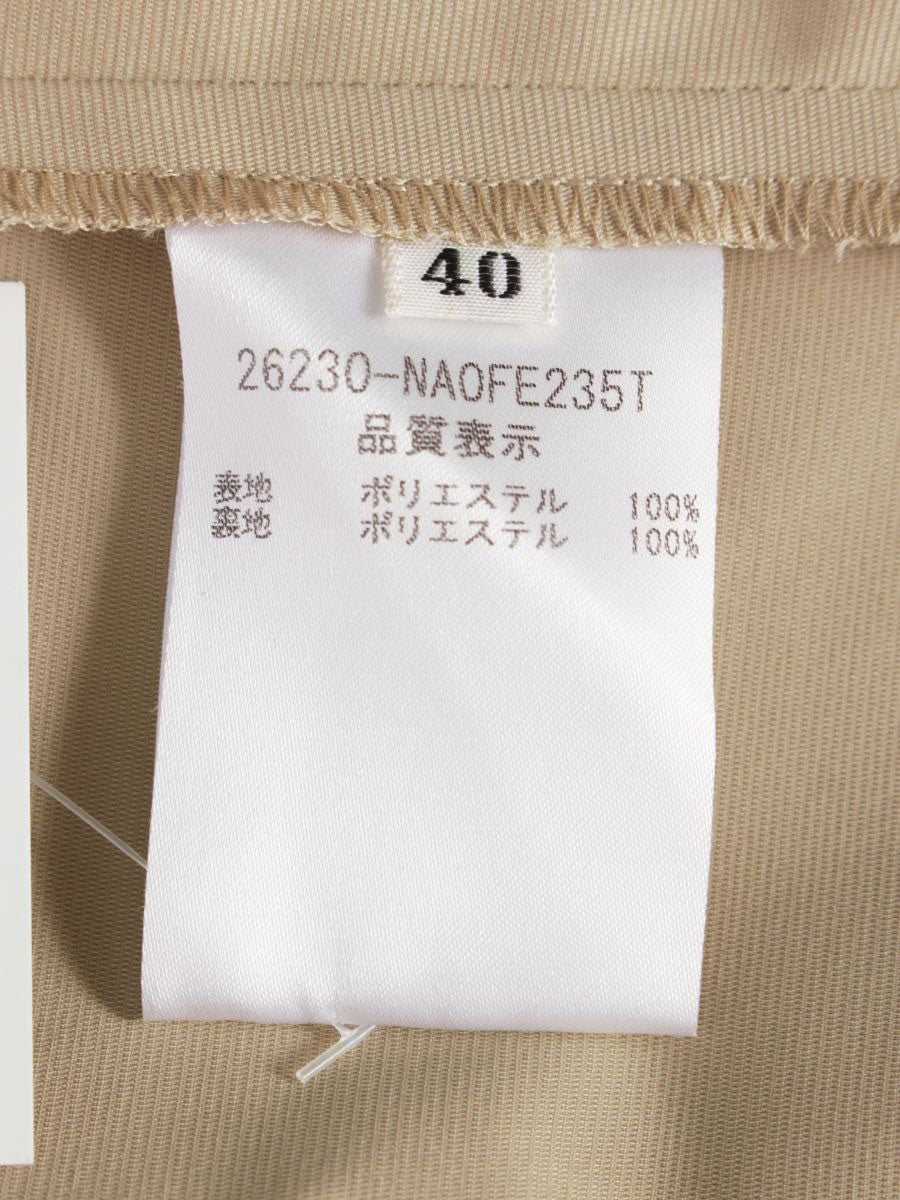 40
26230-NA0FE235T
品質表示
表地 ポリエステル 100%
裏地 ポリエステル 100%